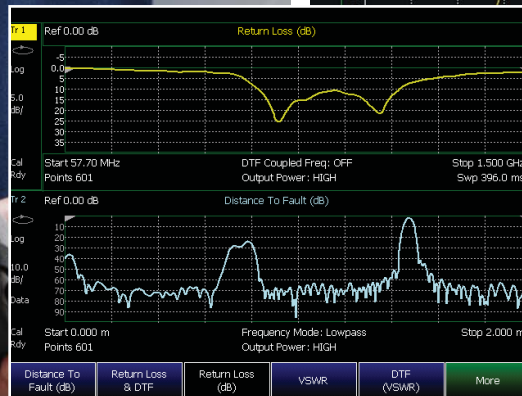 Tr 1 Ref 0.00 dB Return Loss (dB)
Log
5.0
dB/
-5
0.0
5
10
15
20
25
30
35
Cal Start 57.70 MHz DTF Coupled Freq: OFF Stop 1.500 GHz
Rdy Points 601 Output Power: HIGH Swp 396.0 ms
Tr 2 Ref 0.00 dB Distance To Fault (dB)
Log
10.0
dB/
Data
10
20
30
40
50
60
70
80
90
Cal Start 0.000 m Frequency Mode: Lowpass Stop 2.000 m
Rdy Points 601 Output Power: HIGH
Distance To Return Loss Return Loss VSWR DTF More
Fault (dB) & DTF (dB) (VSWR)